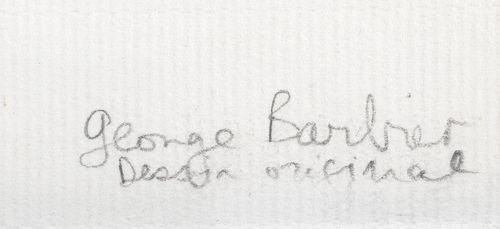 George Barbier
Dessin original